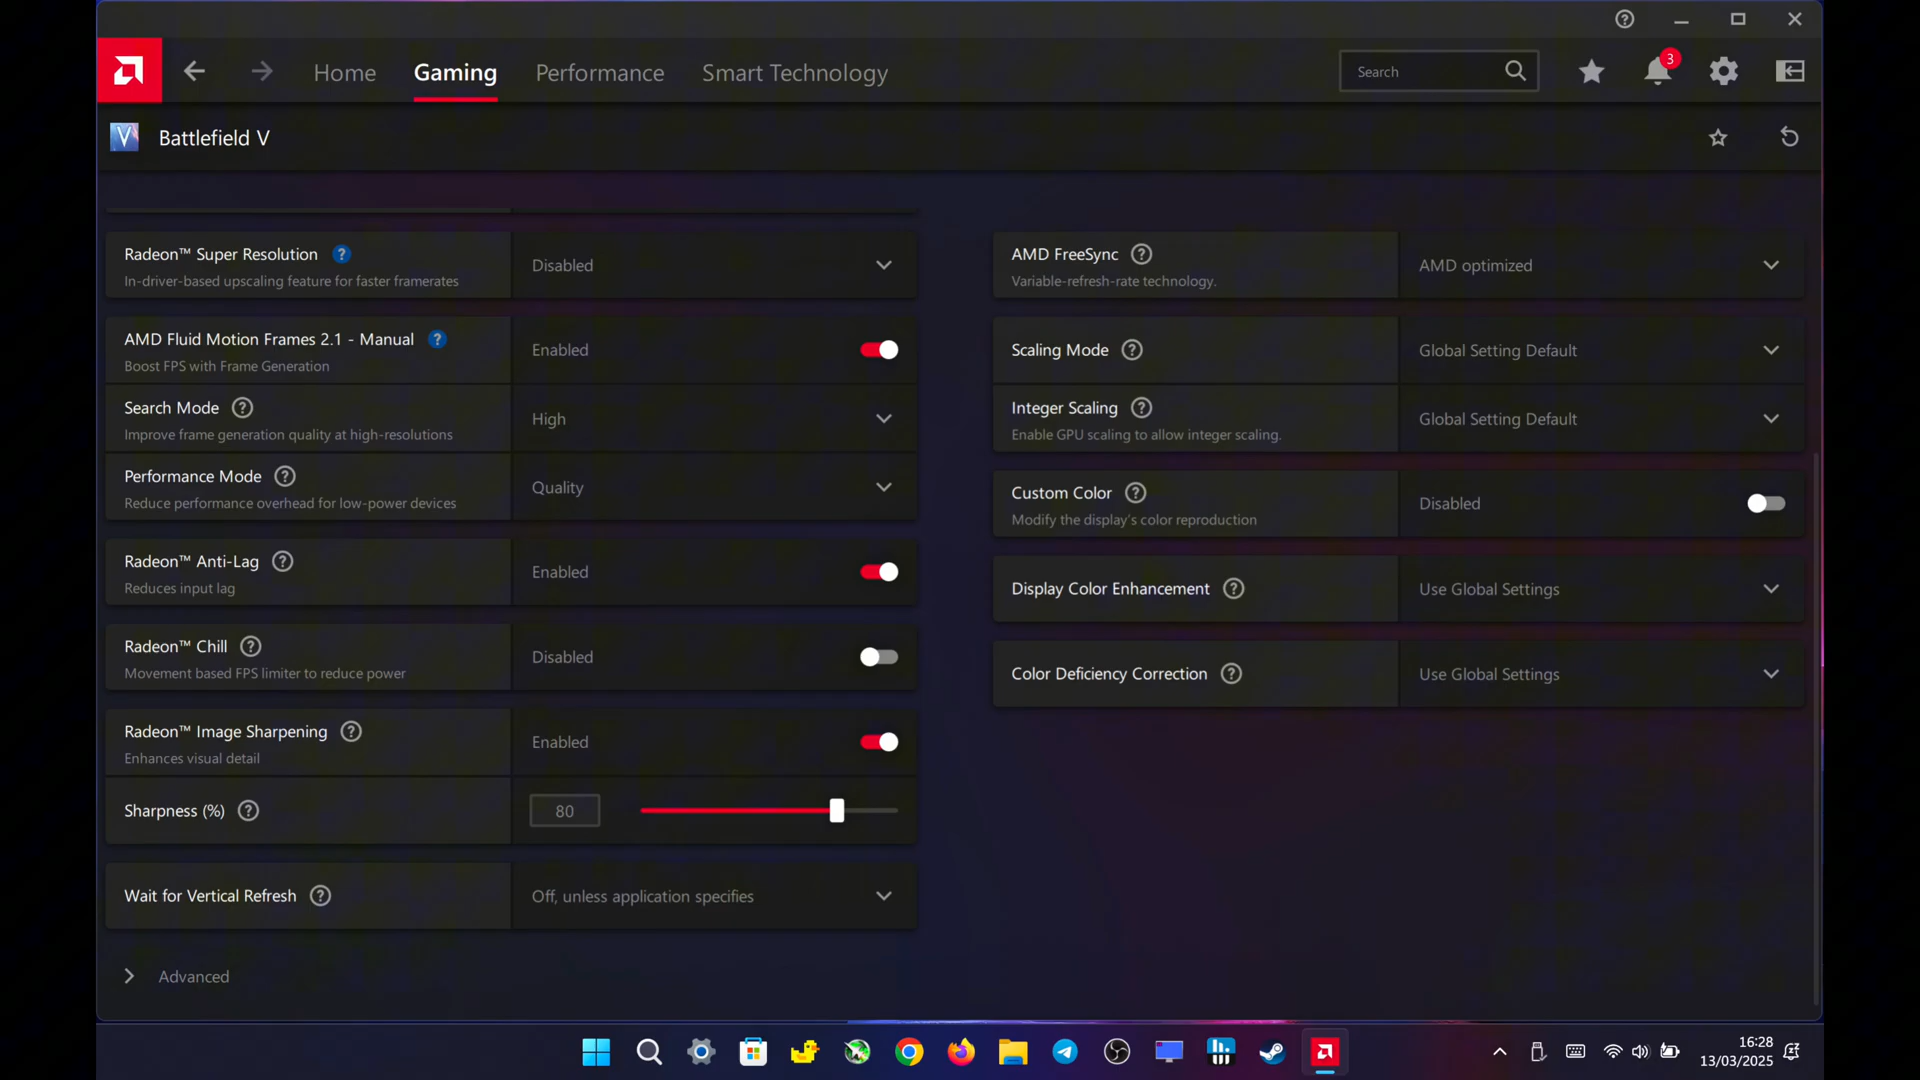 Home
Gaming
Performance
Smart Technology
Search
3
Battlefield V
Radeon™ Super Resolution
In-driver-based upscaling feature for faster framerates
Disabled
AMD Fluid Motion Frames 2.1 - Manual
Boost FPS with Frame Generation
Enabled
Search Mode
Improve frame generation quality at high-resolutions
High
Performance Mode
Reduce performance overhead for low-power devices
Quality
Radeon™ Anti-Lag
Reduces input lag
Enabled
Radeon™ Chill
Movement based FPS limiter to reduce power
Disabled
Radeon™ Image Sharpening
Enhances visual detail
Enabled
Sharpness (%)
80
Wait for Vertical Refresh
Off, unless application specifies
Advanced
AMD FreeSync
Variable-refresh-rate technology.
AMD optimized
Scaling Mode
Global Setting Default
Integer Scaling
Enable GPU scaling to allow integer scaling.
Global Setting Default
Custom Color
Modify the display's color reproduction
Disabled
Display Color Enhancement
Use Global Settings
Color Deficiency Correction
Use Global Settings
16:28
13/03/2025